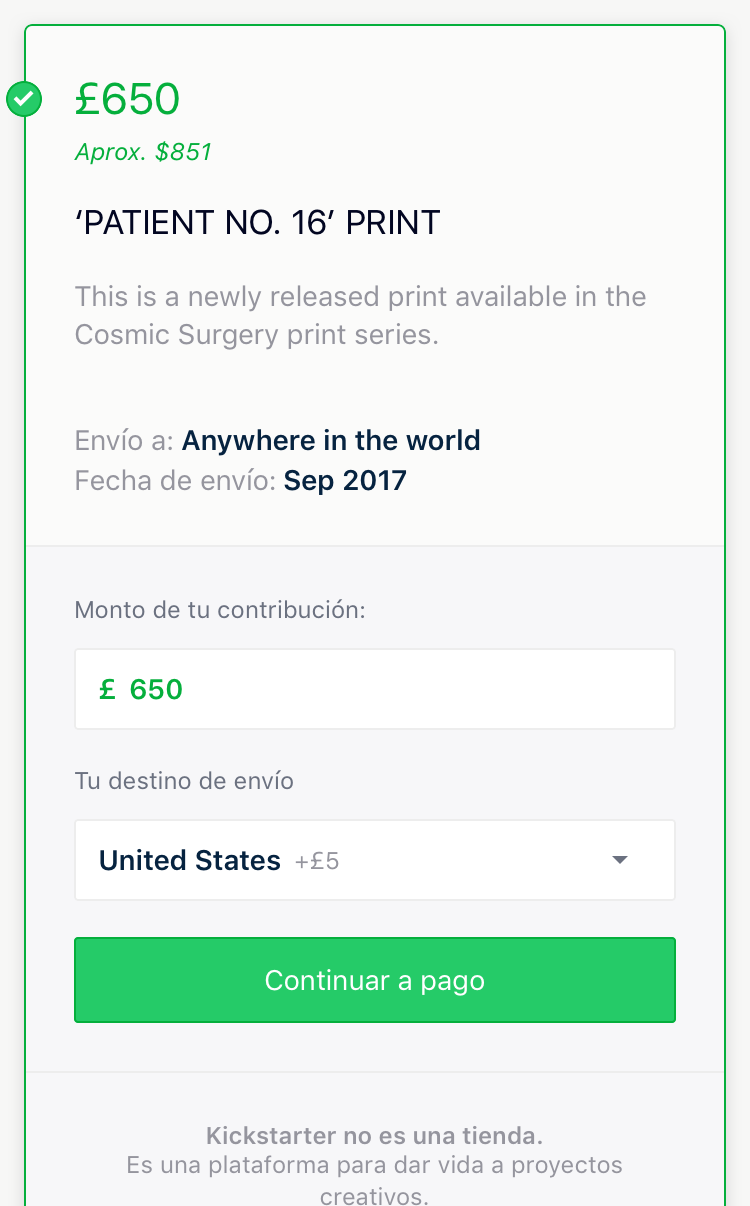 £650
Aprox. $851
‘PATIENT NO. 16’ PRINT
This is a newly released print available in the
Cosmic Surgery print series.
Envío a: Anywhere in the world
Fecha de envío: Sep 2017
Monto de tu contribución:
£ 650
Tu destino de envío
United States +£5
Continuar a pago
Kickstarter no es una tienda.
Es una plataforma para dar vida a proyectos
creativos.